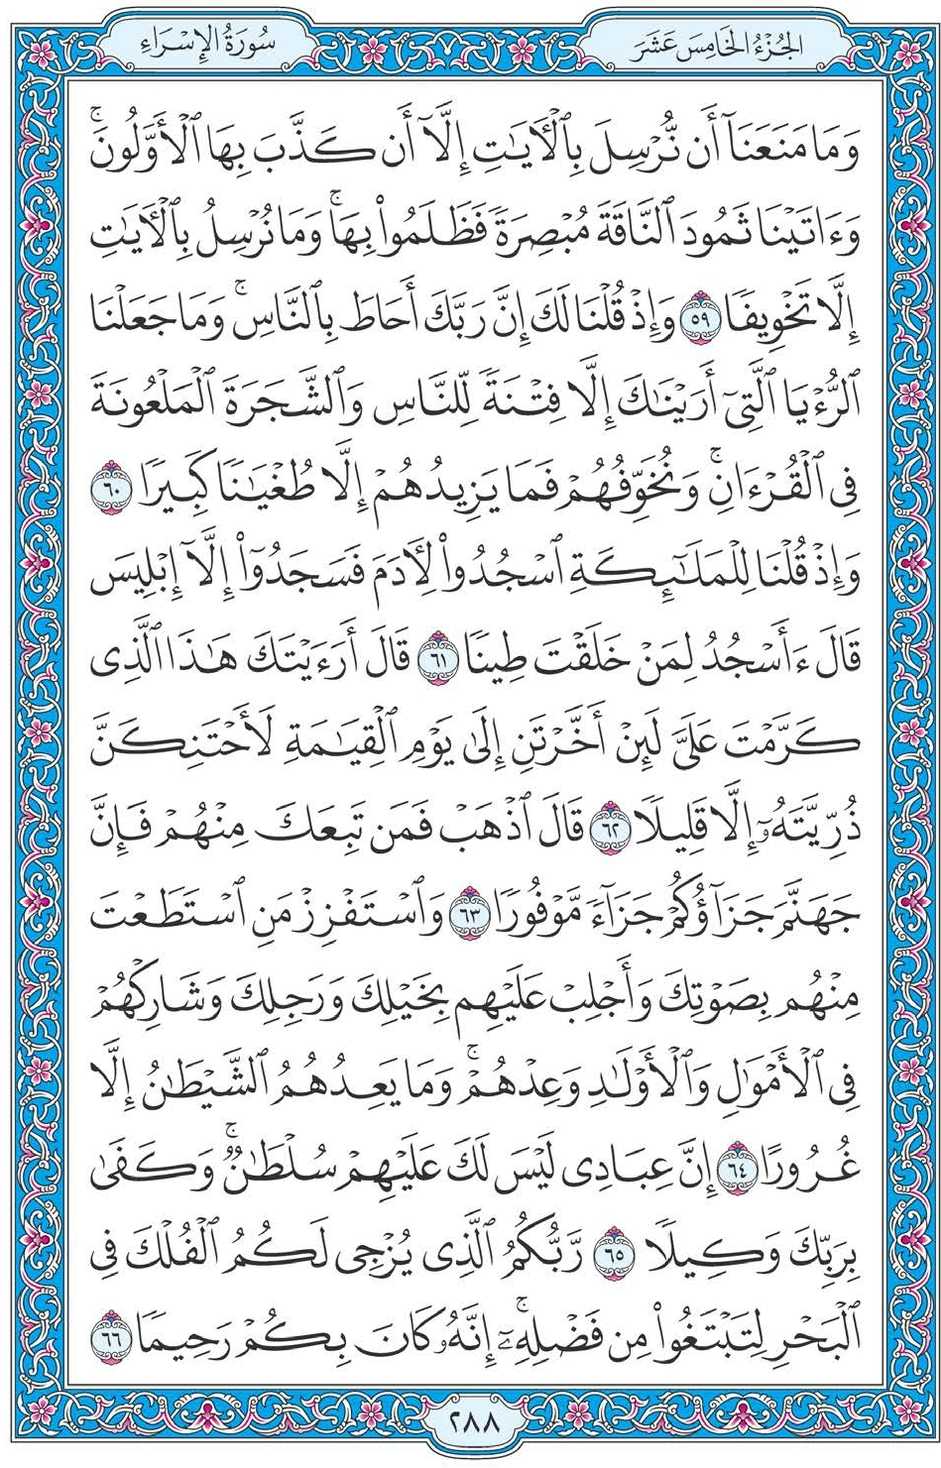 الجُزْءُ الخَامِسَ عَشَرَ
سُورَةُ الإِسْرَاءِ
وَمَا مَنَعَنَآ أَن نُّرْسِلَ بِٱلْأٓيَٰتِ إِلَّآ أَن كَذَّبَ بِهَا ٱلْأَوَّلُونَۚ
وَءَاتَيْنَا ثَمُودَ ٱلنَّاقَةَ مُبْصِرَةً فَظَلَمُوا۟ بِهَاۚ وَمَا نُرْسِلُ بِٱلْأٓيَٰتِ
إِلَّا تَخْوِيفًا ٥٩ وَإِذْ قُلْنَا لَكَ إِنَّ رَبَّكَ أَحَاطَ بِٱلنَّاسِۚ وَمَا جَعَلْنَا
ٱلرُّءْيَا ٱلَّتِىٓ أَرَيْنَٰكَ إِلَّا فِتْنَةً لِّلنَّاسِ وَٱلشَّجَرَةَ ٱلْمَلْعُونَةَ
فِى ٱلْقُرْءَانِۚ وَنُخَوِّفُهُمْ فَمَا يَزِيدُهُمْ إِلَّا طُغْيَٰنًا كَبِيرًا ٦٠
وَإِذْ قُلْنَا لِلْمَلَٰٓئِكَةِ ٱسْجُدُوا۟ لِأٓدَمَ فَسَجَدُوٓا۟ إِلَّآ إِبْلِيسَ
قَالَ ءَأَسْجُدُ لِمَنْ خَلَقْتَ طِينًا ٦١ قَالَ أَرَءَيْتَكَ هَٰذَا ٱلَّذِى
كَرَّمْتَ عَلَىَّ لَئِنْ أَخَّرْتَنِ إِلَىٰ يَوْمِ ٱلْقِيَٰمَةِ لَأَحْتَنِكَنَّ
ذُرِّيَّتَهُۥٓ إِلَّا قَلِيلًا ٦٢ قَالَ ٱذْهَبْ فَمَن تَبِعَكَ مِنْهُمْ فَإِنَّ
جَهَنَّمَ جَزَآؤُكُمْ جَزَآءً مَّوْفُورًا ٦٣ وَٱسْتَفْزِزْ مَنِ ٱسْتَطَعْتَ
مِنْهُم بِصَوْتِكَ وَأَجْلِبْ عَلَيْهِم بِخَيْلِكَ وَرَجِلِكَ وَشَارِكْهُمْ
فِى ٱلْأَمْوَٰلِ وَٱلْأَوْلَٰدِ وَعِدْهُمْۚ وَمَا يَعِدُهُمُ ٱلشَّيْطَٰنُ إِلَّا
غُرُورًا ٦٤ إِنَّ عِبَادِى لَيْسَ لَكَ عَلَيْهِمْ سُلْطَٰنٌۚ وَكَفَىٰ
بِرَبِّكَ وَكِيلًا ٦٥ رَّبُّكُمُ ٱلَّذِى يُزْجِى لَكُمُ ٱلْفُلْكَ فِى
ٱلْبَحْرِ لِتَبْتَغُوا۟ مِن فَضْلِهِۦٓۚ إِنَّهُۥ كَانَ بِكُمْ رَحِيمًا ٦٦
٢٨٨